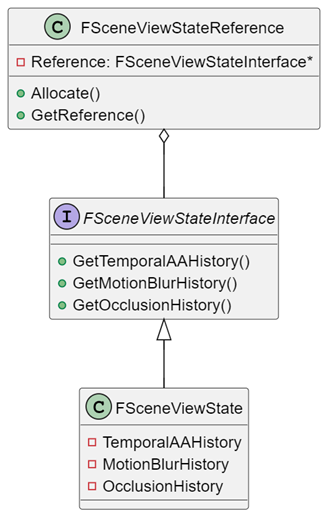 C FSceneViewStateReference
Reference: FSceneViewStateInterface*
Allocate()
GetReference()
I FSceneViewStateInterface
GetTemporalAAHistory()
GetMotionBlurHistory()
GetOcclusionHistory()
C FSceneViewState
TemporalAAHistory
MotionBlurHistory
OcclusionHistory